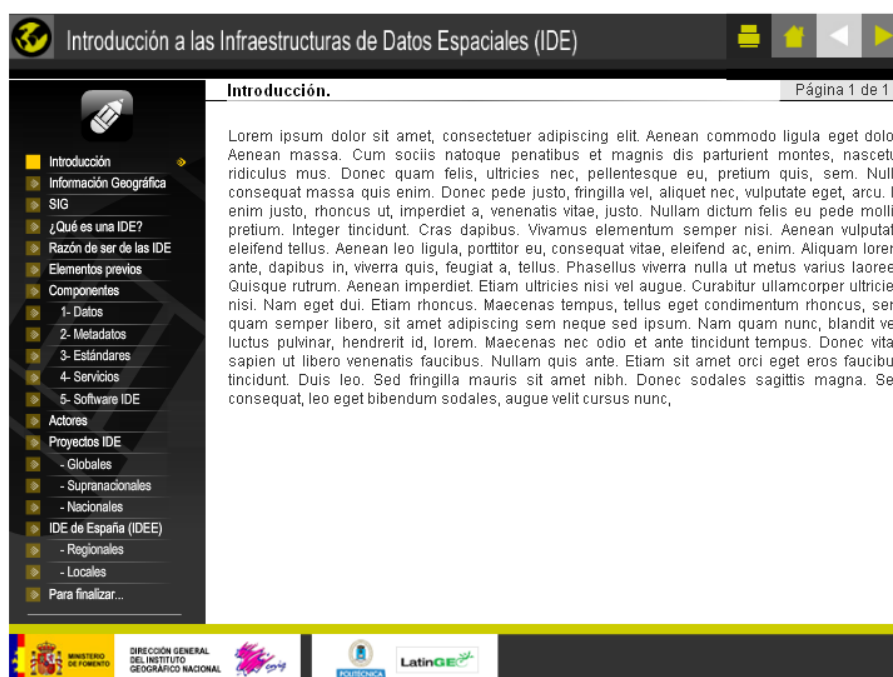 Introducción a las Infraestructuras de Datos Espaciales (IDE)
Introducción.
Página 1 de 1
Introducción
Información Geográfica
SIG
¿Qué es una IDE?
Razón de ser de las IDE
Elementos previos
Componentes
1- Datos
2- Metadatos
3- Estándares
4- Servicios
5- Software IDE
Actores
Proyectos IDE
- Globales
- Supranacionales
- Nacionales
IDE de España (IDEE)
- Regionales
- Locales
Para finalizar...
Lorem ipsum dolor sit amet, consectetuer adipiscing elit. Aenean commodo ligula eget dolo
Aenean massa. Cum sociis natoque penatibus et magnis dis parturient montes, nascetu
ridiculus mus. Donec quam felis, ultricies nec, pellentesque eu, pretium quis, sem. Null
consequat massa quis enim. Donec pede justo, fringilla vel, aliquet nec, vulputate eget, arcu. I
enim justo, rhoncus ut, imperdiet a, venenatis vitae, justo. Nullam dictum felis eu pede molli
pretium. Integer tincidunt. Cras dapibus. Vivamus elementum semper nisi. Aenean vulputat
eleifend tellus. Aenean leo ligula, porttitor eu, consequat vitae, eleifend ac, enim. Aliquam lorem
ante, dapibus in, viverra quis, feugiat a, tellus. Phasellus viverra nulla ut metus varius laoree
Quisque rutrum. Aenean imperdiet. Etiam ultricies nisi vel augue. Curabitur ullamcorper ultricie
nisi. Nam eget dui. Etiam rhoncus. Maecenas tempus, tellus eget condimentum rhoncus, sem
quam semper libero, sit amet adipiscing sem neque sed ipsum. Nam quam nunc, blandit ve
luctus pulvinar, hendrerit id, lorem. Maecenas nec odio et ante tincidunt tempus. Donec vita
sapien ut libero venenatis faucibus. Nullam quis ante. Etiam sit amet orci eget eros faucibu
tincidunt. Duis leo. Sed fringilla mauris sit amet nibh. Donec sodales sagittis magna. Se
consequat, leo eget bibendum sodales, augue velit cursus nunc,
MINISTERIO
DE FOMENTO
DIRECCIÓN GENERAL
DEL INSTITUTO
GEOGRÁFICO NACIONAL
cnig
POLITÉCNICA
LatinGEO